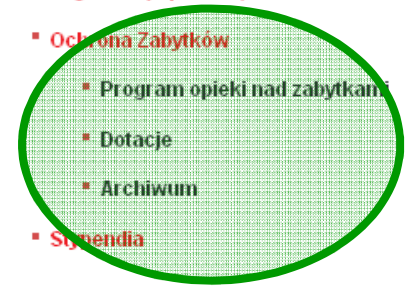 Ochrona Zabytków
Program opieki nad zabytkami
Dotacje
Archiwum
Stypendia